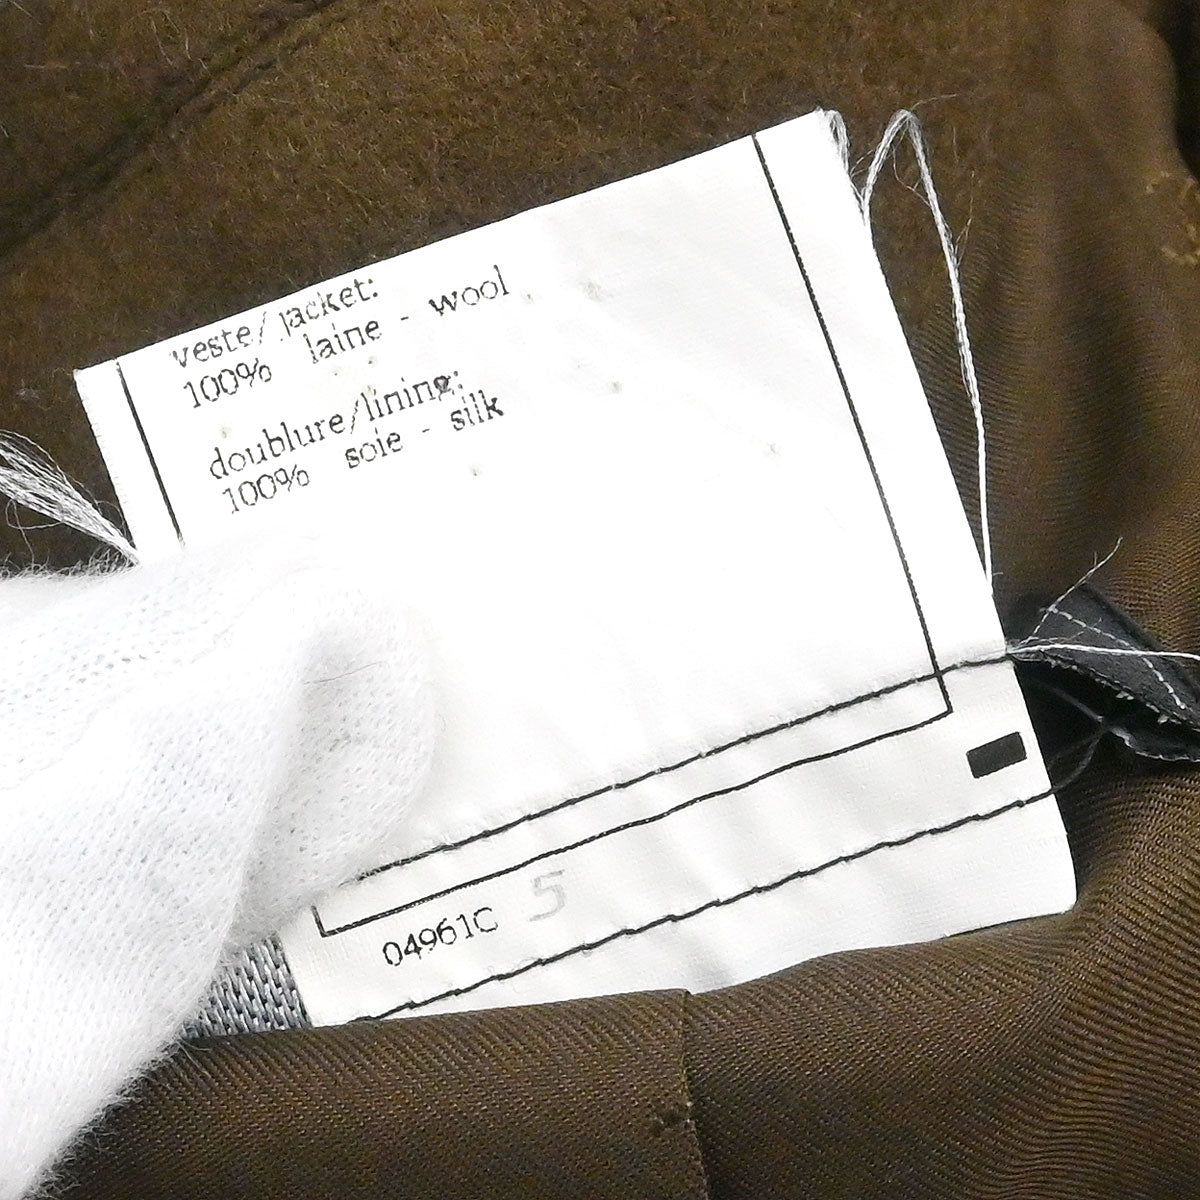 veste/jacket:
100% laine - wool
doublure/lining:
100% soie - silk
04961C 5